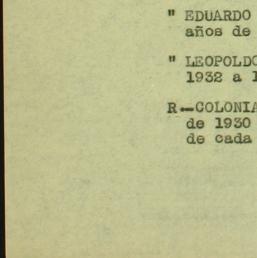 " EDUARDO
años de
" LEOPOLDO
1932 a 1
R-COLONIA
de 1930
de cada